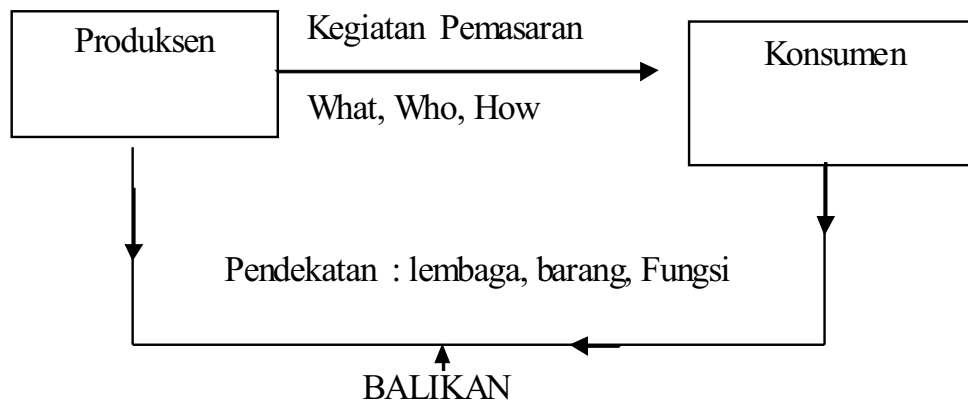 Produksen
Kegiatan Pemasaran
Konsumen
What, Who, How
Pendekatan : lembaga, barang, Fungsi
BALIKAN